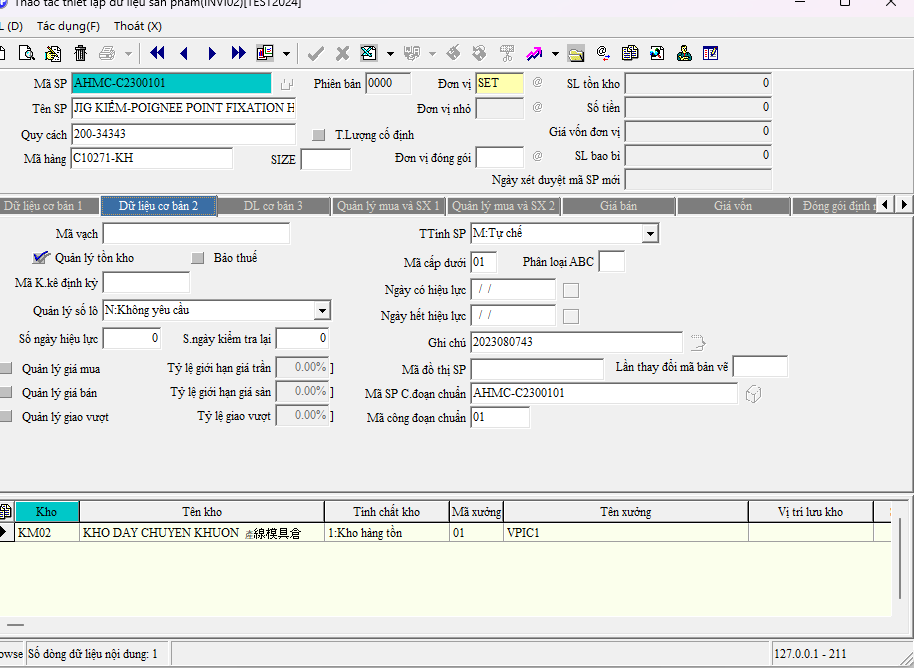 Thao tác thiết lập dữ liệu sản phẩm(INVI02)[TEST2024]
L (D) Tác dụng(F) Thoát (X)
Mã SP AHMC-C2300101 Phiên bản 0000 Đơn vị SET @ SL tồn kho 0
Tên SP JIG KIỂM-POIGNEE POINT FIXATION H Đơn vị nhỏ @ Số tiền 0
Quy cách 200-34343 T.Lượng cố định Giá vốn đơn vị 0
Mã hàng C10271-KH SIZE Đơn vị đóng gói @ SL bao bì 0
Ngày xét duyệt mã SP mới
Dữ liệu cơ bản 1 Dữ liệu cơ bản 2 DL cơ bản 3 Quản lý mua và SX 1 Quản lý mua và SX 2 Giá bán Giá vốn Đóng gói định
Mã vạch TTính SP M:Tự chế
Quản lý tồn kho Bảo thuế Mã cấp dưới 01 Phân loại ABC
Mã K.kê định kỳ Ngày có hiệu lực / /
Quản lý số lô N:Không yêu cầu Ngày hết hiệu lực / /
Số ngày hiệu lực 0 S.ngày kiểm tra lại 0 Ghi chú 2023080743
Quản lý giá mua Tỷ lệ giới hạn giá trần 0.00% ] Mã đồ thị SP Lần thay đổi mã bản vẽ
Quản lý giá bán Tỷ lệ giới hạn giá sàn 0.00% ] Mã SP C.đoạn chuẩn AHMC-C2300101
Quản lý giao vượt Tỷ lệ giao vượt 0.00% ] Mã công đoạn chuẩn 01
Kho Tên kho Tính chất kho Mã xưởng Tên xưởng Vị trí lưu kho
KM02 KHO DAY CHUYEN KHUON 產線模具倉 1:Kho hàng tồn 01 VPIC1
owse Số dòng dữ liệu nội dung: 1 127.0.0.1 - 211